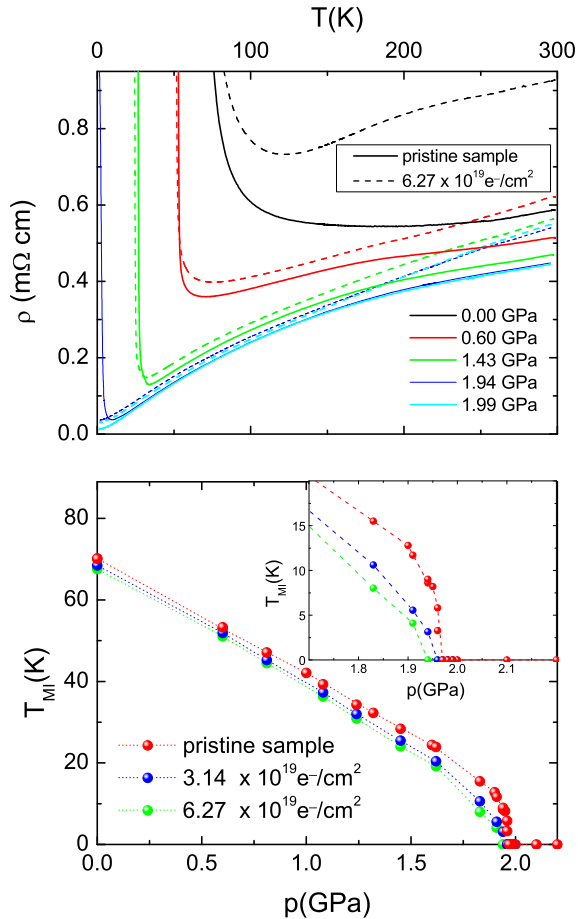 T(K)
0 50 100 150 200 250 300
0.8
0.6
0.4
0.2
0.0
ρ (mΩ cm)
pristine sample
6.27 x 10¹⁹e⁻/cm²
0.00 GPa
0.60 GPa
1.43 GPa
1.94 GPa
1.99 GPa
80
60
40
20
0
T_MI(K)
15
10
5
0
T_MI(K)
1.8 1.9 2.0 2.1
p(GPa)
pristine sample
3.14 x 10¹⁹e⁻/cm²
6.27 x 10¹⁹e⁻/cm²
0.0 0.5 1.0 1.5 2.0
p(GPa)